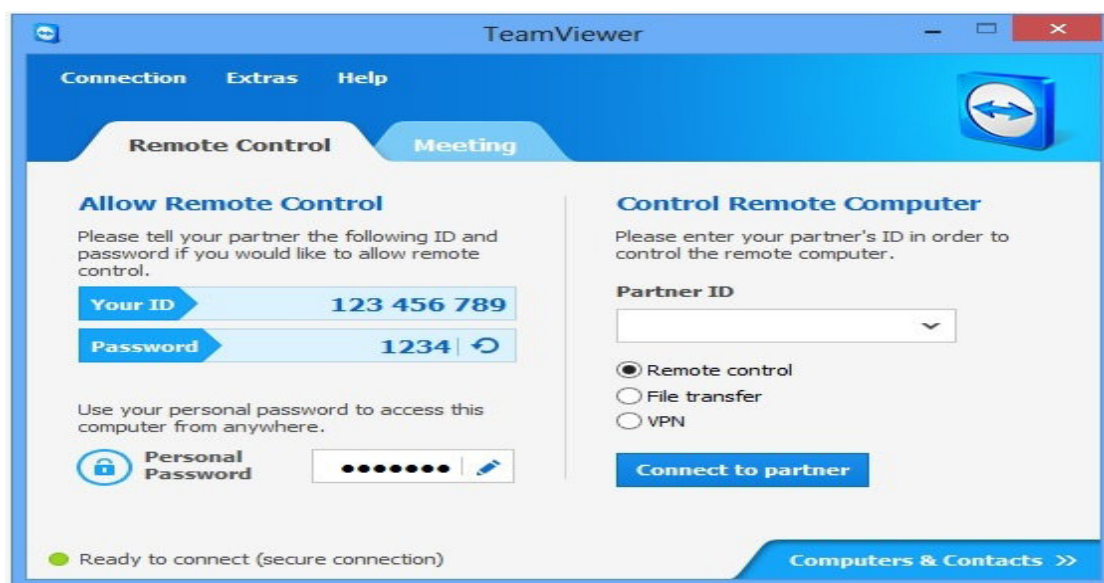 TeamViewer
Connection Extras Help
Remote Control Meeting
Allow Remote Control
Please tell your partner the following ID and
password if you would like to allow remote
control.
Your ID 123 456 789
Password 1234
Use your personal password to access this
computer from anywhere.
Personal
Password
Control Remote Computer
Please enter your partner's ID in order to
control the remote computer.
Partner ID
Remote control
File transfer
VPN
Connect to partner
Ready to connect (secure connection)
Computers & Contacts >>